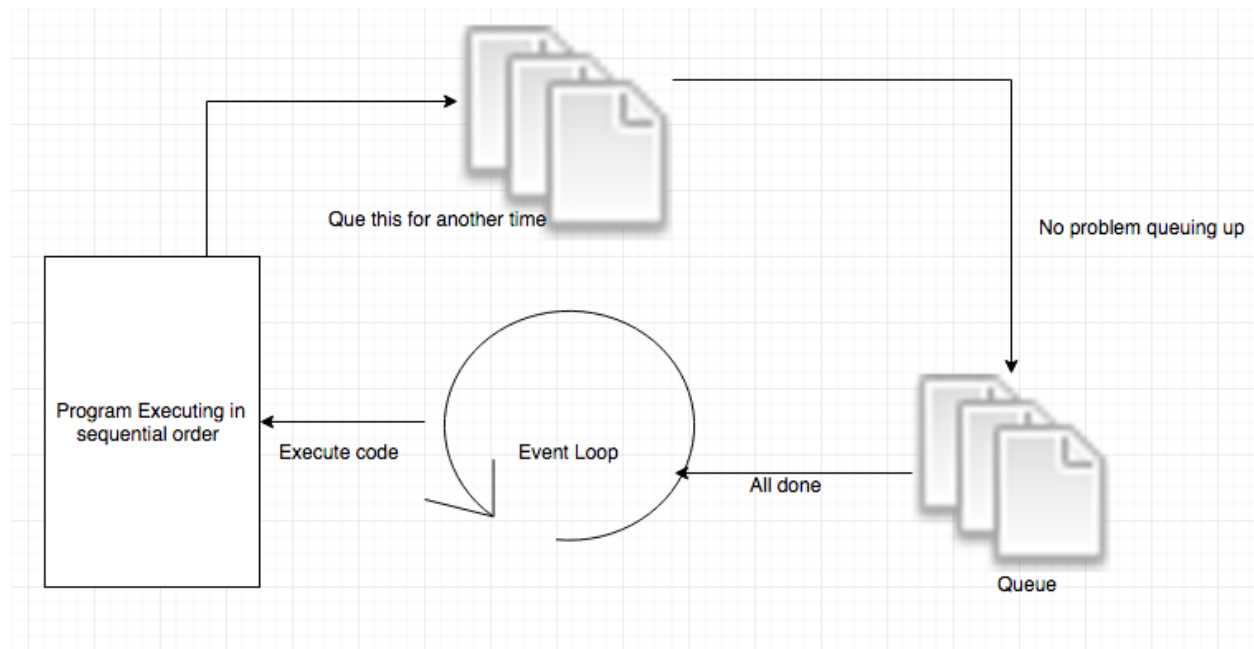 Que this for another time
No problem queuing up
Program Executing in
sequential order
Execute code
Event Loop
All done
Queue